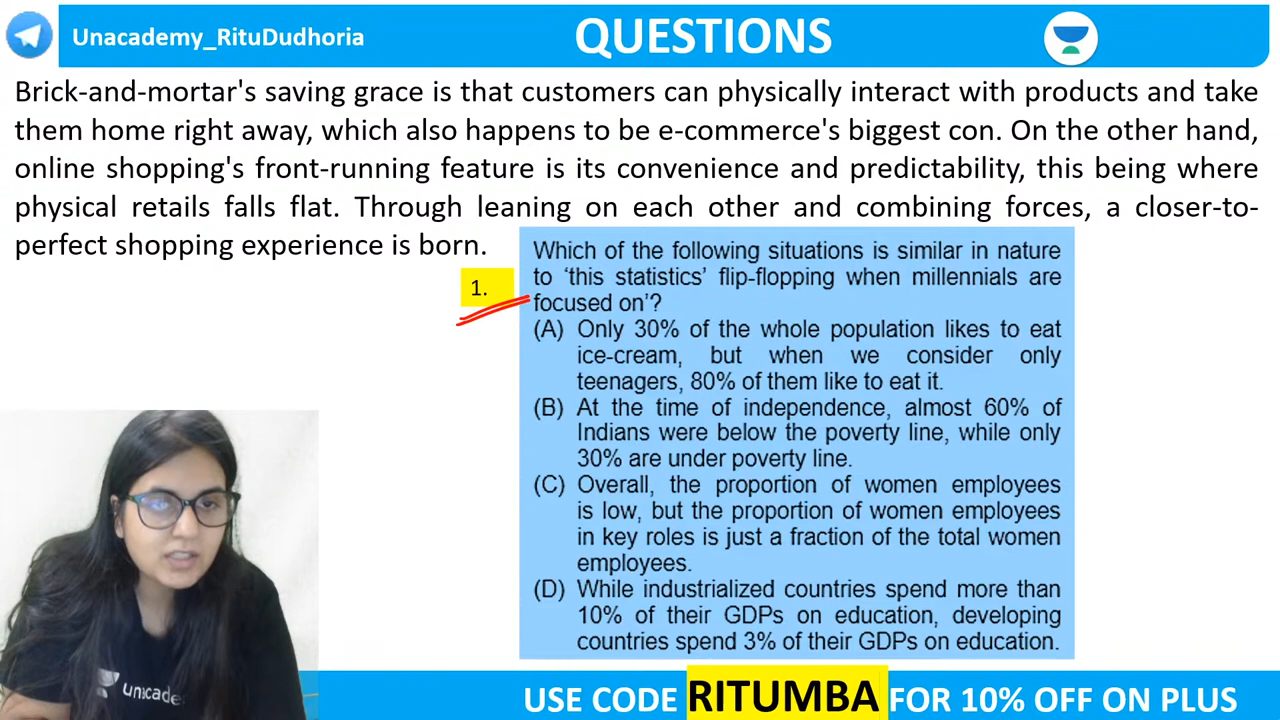 Unacademy_RituDudhoria
QUESTIONS
Brick-and-mortar's saving grace is that customers can physically interact with products and take
them home right away, which also happens to be e-commerce's biggest con. On the other hand,
online shopping's front-running feature is its convenience and predictability, this being where
physical retails falls flat. Through leaning on each other and combining forces, a closer-to-
perfect shopping experience is born.
1.
Which of the following situations is similar in nature
to ‘this statistics’ flip-flopping when millennials are
focused on’?
(A) Only 30% of the whole population likes to eat
ice-cream, but when we consider only
teenagers, 80% of them like to eat it.
(B) At the time of independence, almost 60% of
Indians were below the poverty line, while only
30% are under poverty line.
(C) Overall, the proportion of women employees
is low, but the proportion of women employees
in key roles is just a fraction of the total women
employees.
(D) While industrialized countries spend more than
10% of their GDPs on education, developing
countries spend 3% of their GDPs on education.
unacade
USE CODE RITUMBA FOR 10% OFF ON PLUS